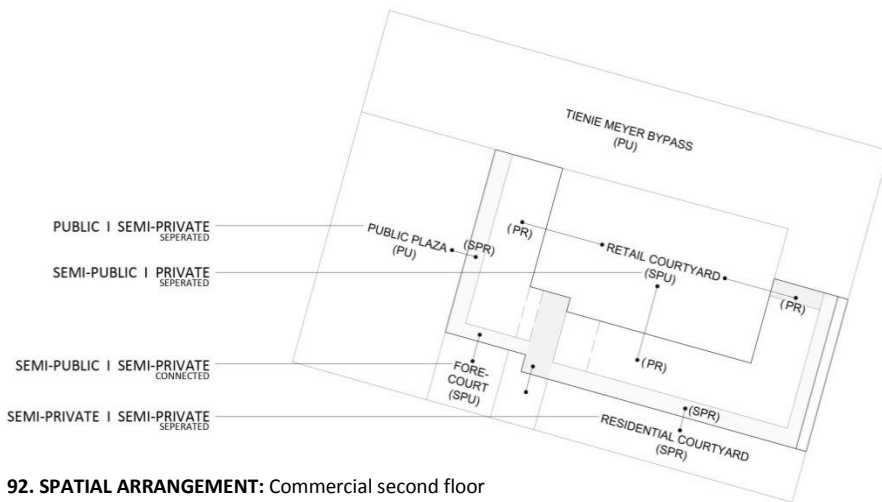 TIENIE MEYER BYPASS
(PU)
PUBLIC I SEMI-PRIVATE
SEPERATED
PUBLIC PLAZA
(PU)
(SPR)
(PR)
RETAIL COURTYARD
(SPU)
(PR)
SEMI-PUBLIC I PRIVATE
SEPERATED
SEMI-PUBLIC I SEMI-PRIVATE
CONNECTED
FORE-
COURT
(SPU)
(PR)
SEMI-PRIVATE I SEMI-PRIVATE
SEPERATED
(SPR)
RESIDENTIAL COURTYARD
(SPR)
92. SPATIAL ARRANGEMENT: Commercial second floor